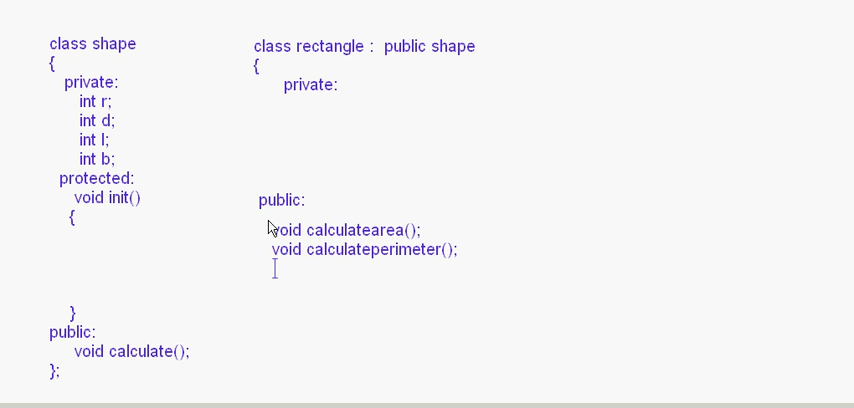 class shape
{
private:
int r;
int d;
int l;
int b;
protected:
void init()
{
}
public:
void calculate();
};
class rectangle : public shape
{
private:
public:
void calculatearea();
void calculateperimeter();